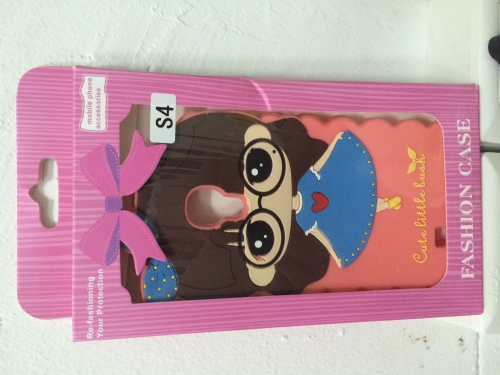 mobile phone
accessories
S4
Re-fashioning
Your Protection
Cute little bush
FASHION CASE